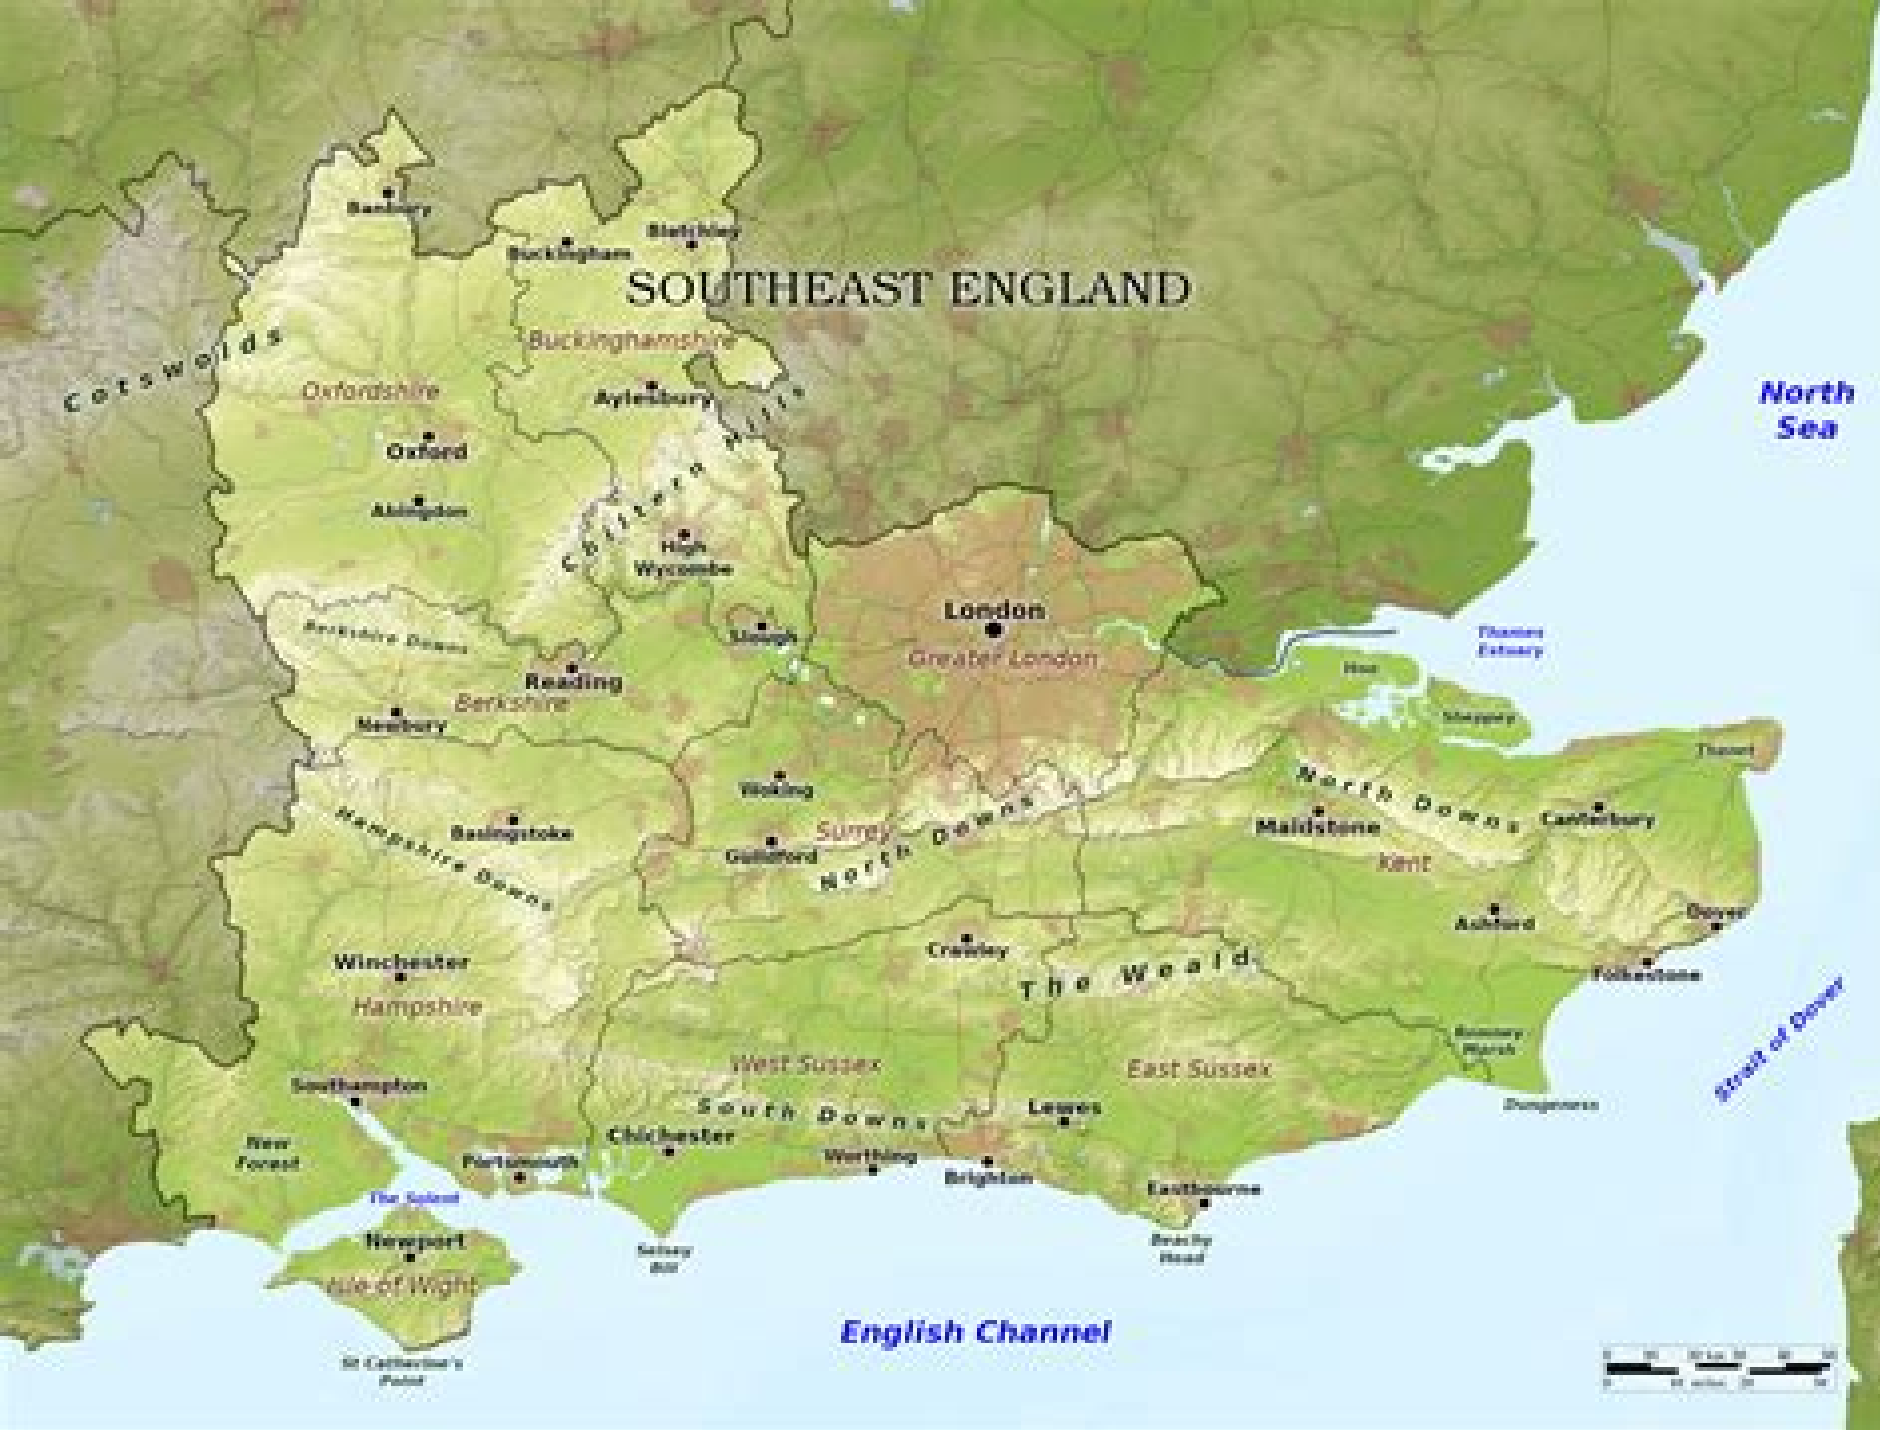 Banbury
Buckingham
Bletchley
SOUTHEAST ENGLAND
Cotswolds
Buckinghamshire
Oxfordshire
Aylesbury
North
Sea
Oxford
Chiltern Hills
Abingdon
High
Wycombe
London
Greater London
Berkshire Downs
Slough
Thames
Estuary
Hoo
Reading
Berkshire
Newbury
Sheppey
Thanet
Woking
North Downs
Hampshire Downs
Basingstoke
Surrey
Guildford
North Downs
Maidstone
Canterbury
Kent
Ashford
Dover
Crawley
The Weald
Folkestone
Winchester
Hampshire
Romney
Marsh
Strait of Dover
West Sussex
East Sussex
Southampton
South Downs
Lewes
Dungeness
Chichester
New
Forest
Portsmouth
Worthing
Brighton
Eastbourne
The Solent
Newport
Isle of Wight
Selsey
Bill
Beachy
Head
English Channel
St Catherine's
Point